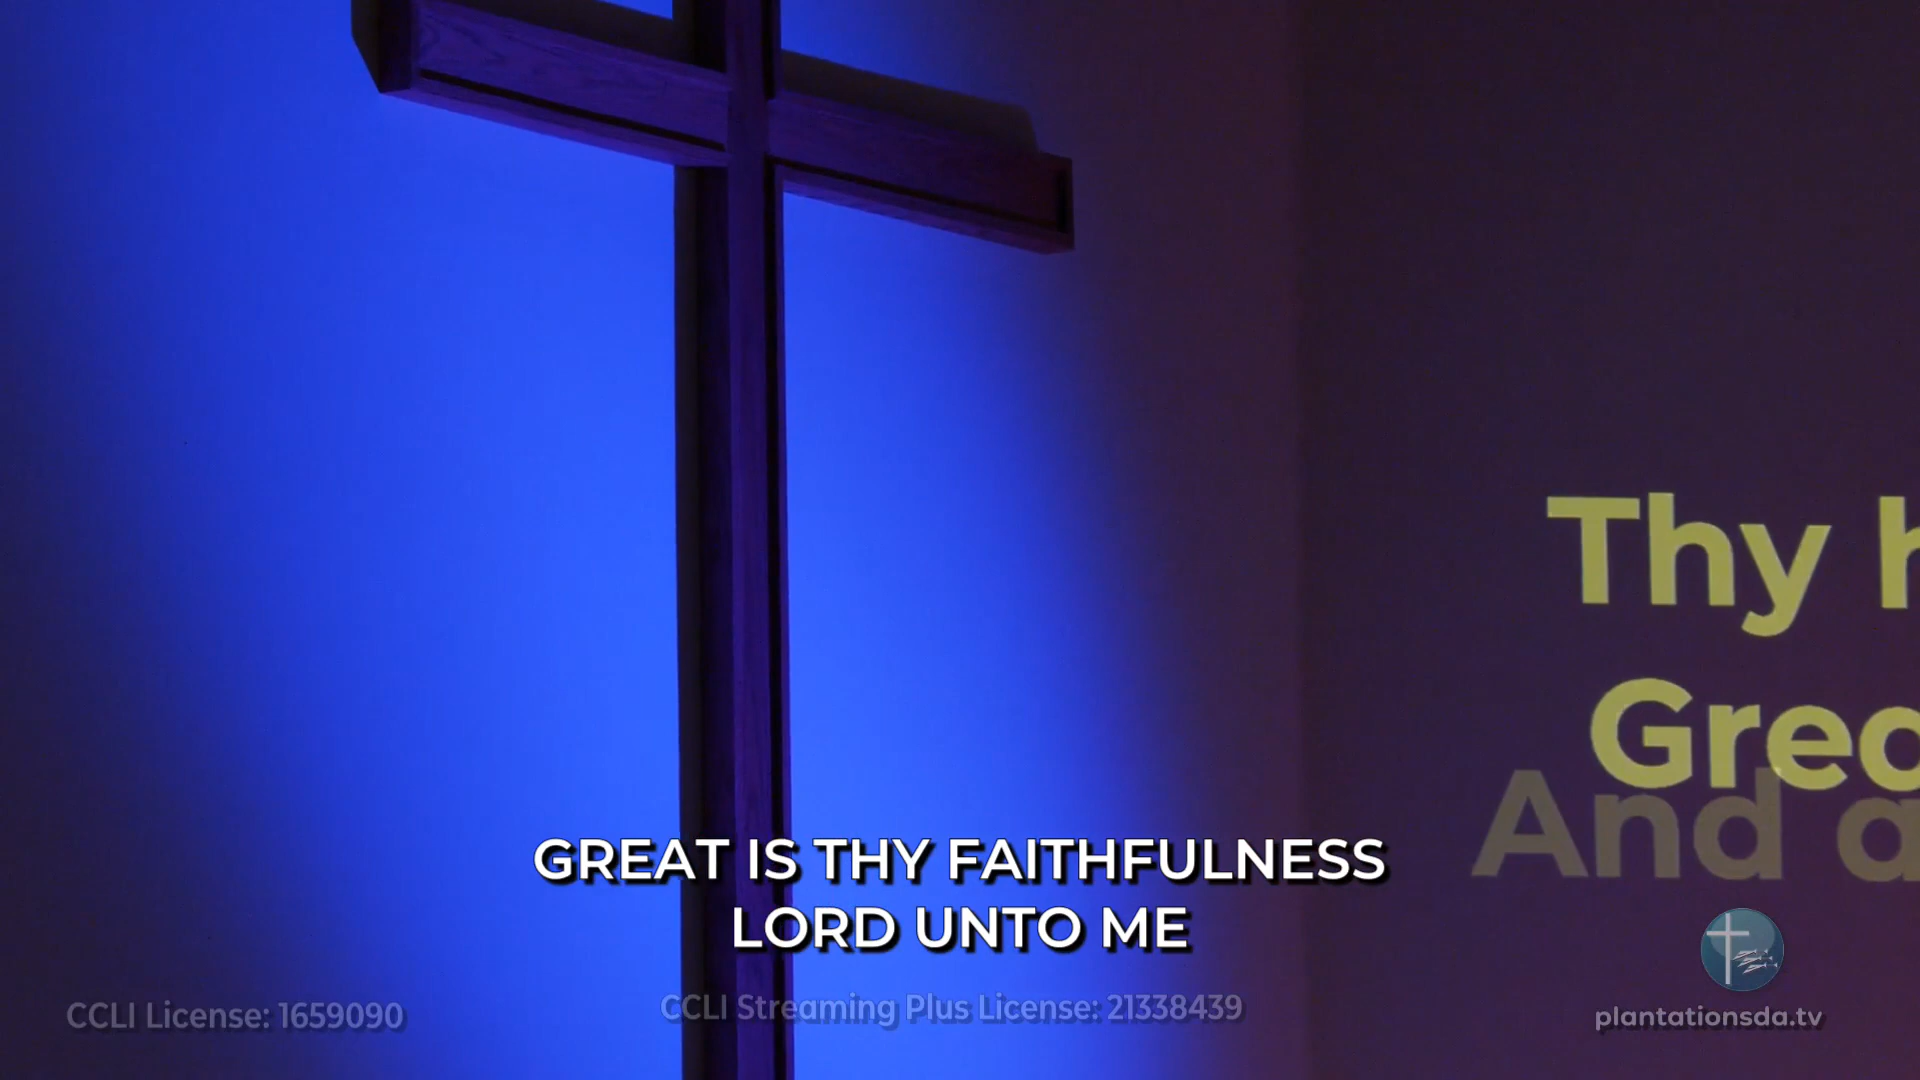 Thy
GREAT IS THY FAITHFULNESS
LORD UNTO ME
And
CCLI License: 1659090
CCLI Streaming Plus License: 21338439
plantationsda.tv